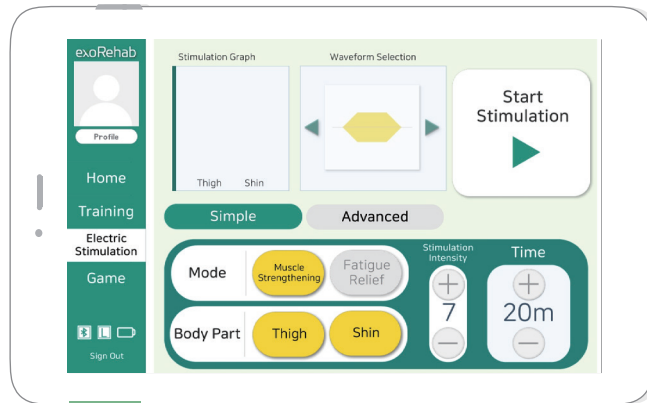 exoRehab
Profile
Home
Training
Electric
Stimulation
Game
L
Sign Out
Stimulation Graph
Thigh Shin
Waveform Selection
Start
Stimulation
Simple
Advanced
Mode
Muscle
Strengthening
Fatigue
Relief
Body Part
Thigh
Shin
Stimulation
Intensity
+
7
−
Time
+
20m
−